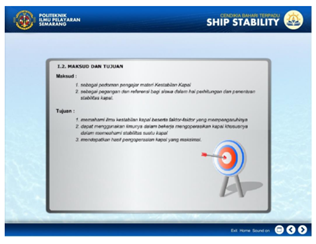 POLITEKNIK
ILMU PELAYARAN
SEMARANG
CENDIKIA BAHARI TERPADU
SHIP STABILITY
1.2. MAKSUD DAN TUJUAN
Maksud :
1. sebagai pedoman pengajar materi Kestabilan Kapal
2. sebagai pegangan dan referensi bagi siswa dalam hal perhitungan dan penentuan
stabilitas kapal.
Tujuan :
1. memahami ilmu kestabilan kapal beserta faktor-faktor yang mempengaruhinya
2. dapat menggunakan ilmunya dalam bekerja mengoperasikan kapal khususnya
dalam memelihara stabilitas suatu kapal
3. mendapatkan hasil pengoperasian kapal yang maksimal.
Exit Home Sound on